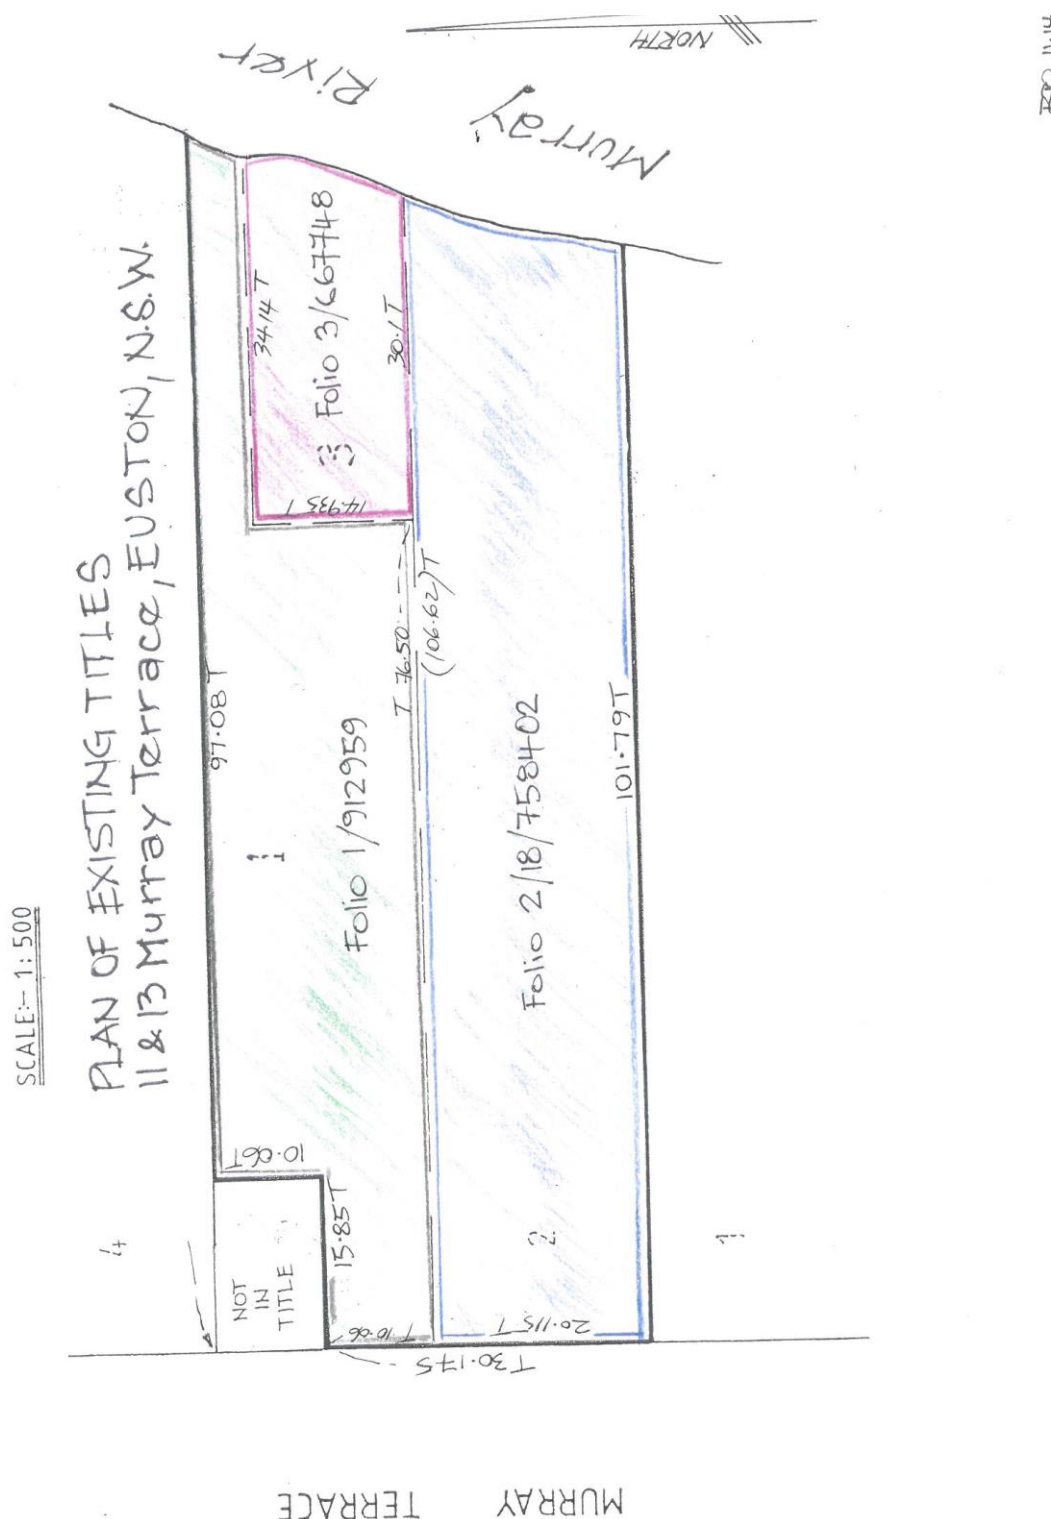 SCALE:- 1:500
PLAN OF EXISTING TITLES
11 & 13 Murray Terrace, EUSTON, N.S.W.
NORTH
Murray
River
4
97.08 T
34.14 T
3 Folio 3/667748
30.1 T
14.935 T
1
Folio 1/912959
T 76.50
(106.62) T
10.06 T
NOT
IN
TITLE
15.85 T
T 10.06
Folio 2/18/758402
101.79 T
2
20.115 T
T 30.175
1
MURRAY
TERRACE